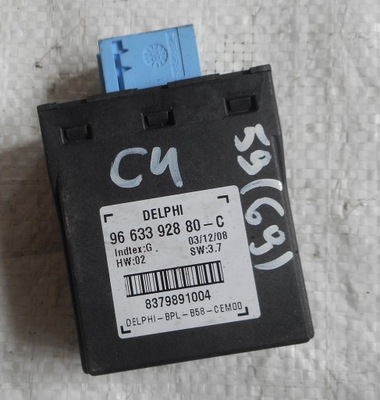 C4
59(69)
DELPHI
96 633 928 80-C
Indtex:G 03/12/08
HW:02 SW:3.7
8379891004
DELPHI-BPL-B58-CEM00